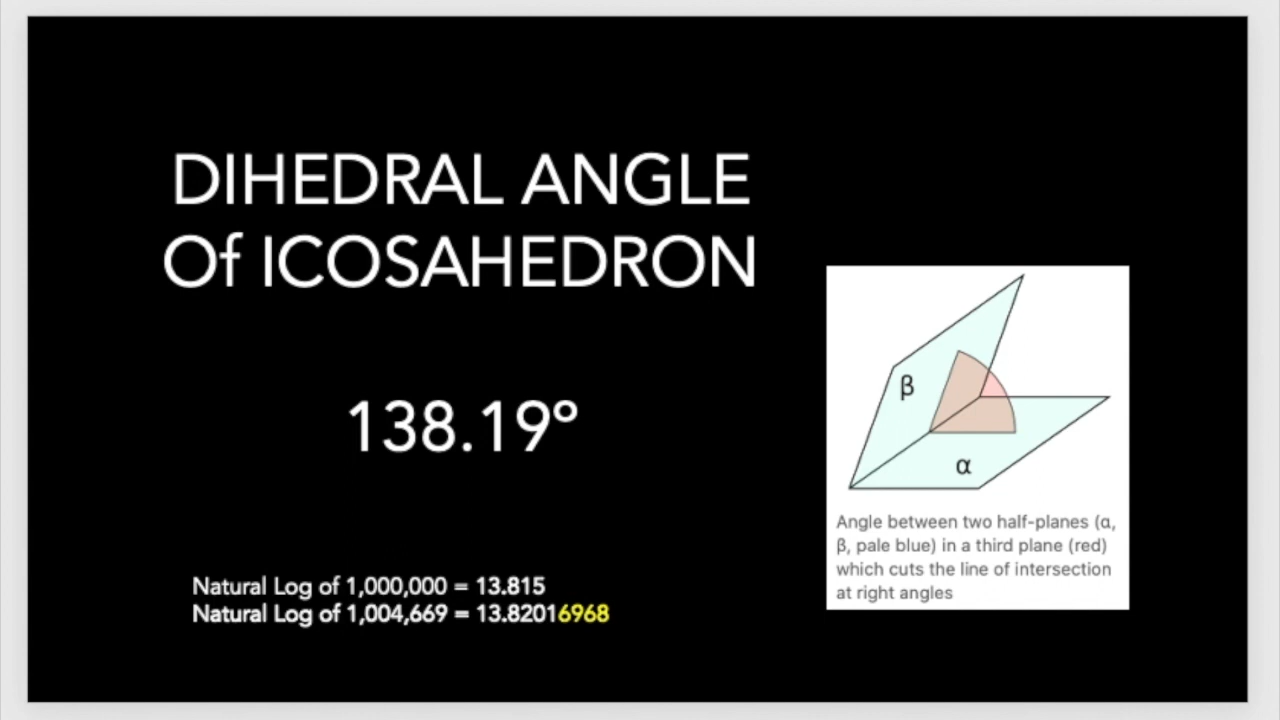 DIHEDRAL ANGLE
Of ICOSAHEDRON
138.19º
Natural Log of 1,000,000 = 13.815
Natural Log of 1,004,669 = 13.82016968
β
α
Angle between two half-planes (α,
β, pale blue) in a third plane (red)
which cuts the line of intersection
at right angles